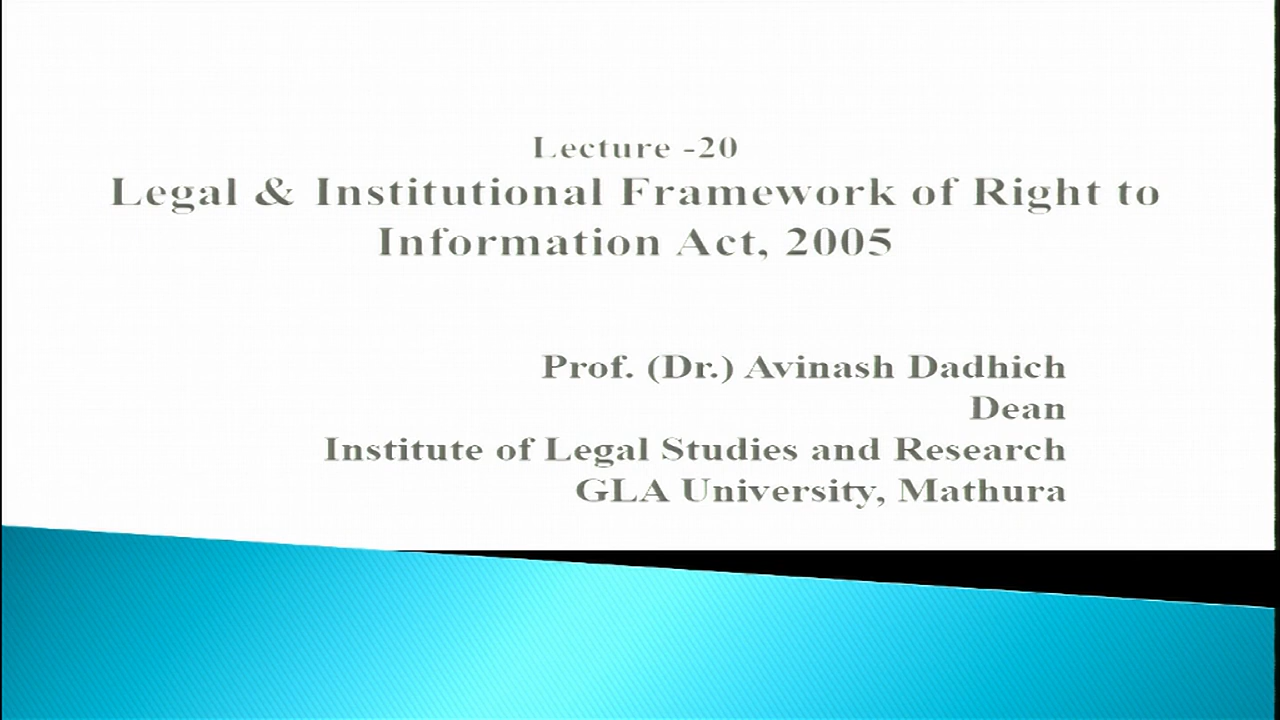 Lecture -20
Legal & Institutional Framework of Right to
Information Act, 2005
Prof. (Dr.) Avinash Dadhich
Dean
Institute of Legal Studies and Research
GLA University, Mathura